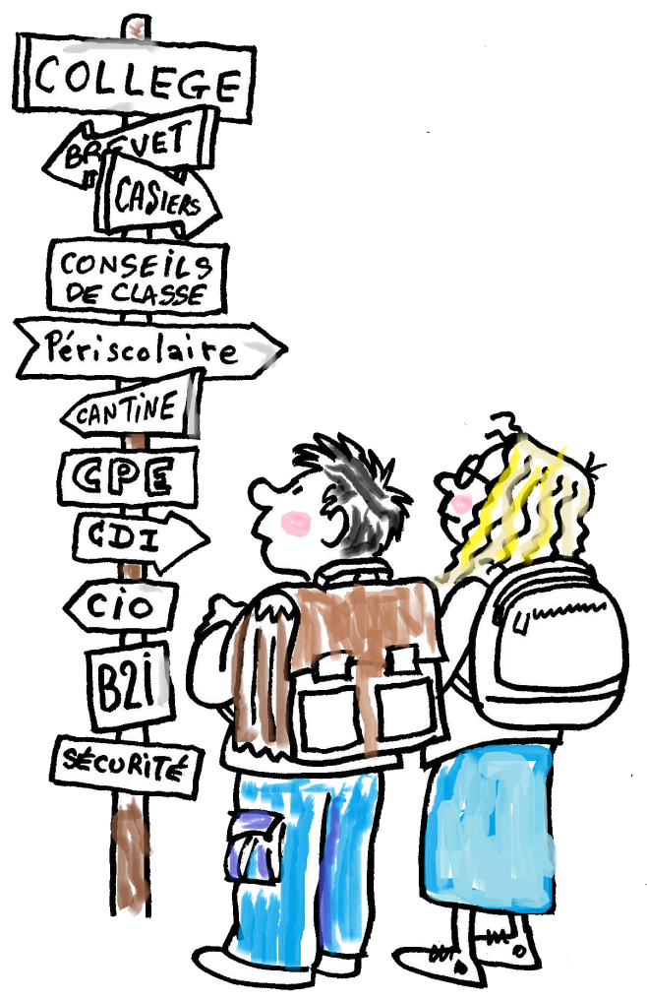 COLLEGE
BREVET
CASIERS
CONSEILS
DE CLASSE
Périscolaire
CANTINE
CPE
CDI
CIO
B2i
SÉCURITÉ